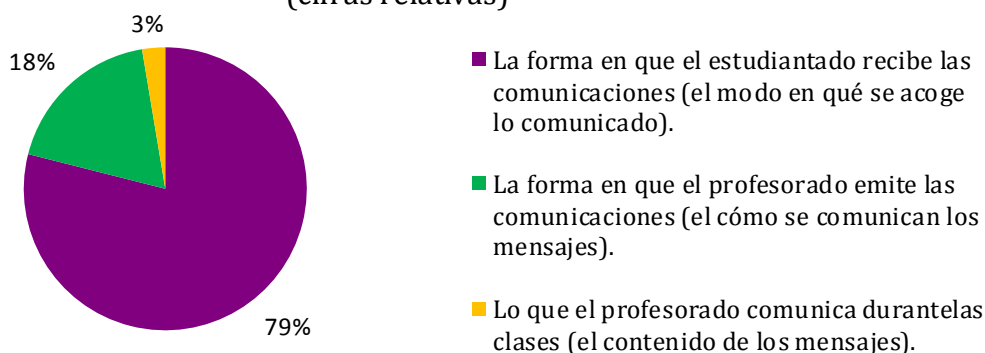 (cifras relativas)
3%
18%
79%
La forma en que el estudiantado recibe las
comunicaciones (el modo en qué se acoge
lo comunicado).
La forma en que el profesorado emite las
comunicaciones (el cómo se comunican los
mensajes).
Lo que el profesorado comunica durantelas
clases (el contenido de los mensajes).